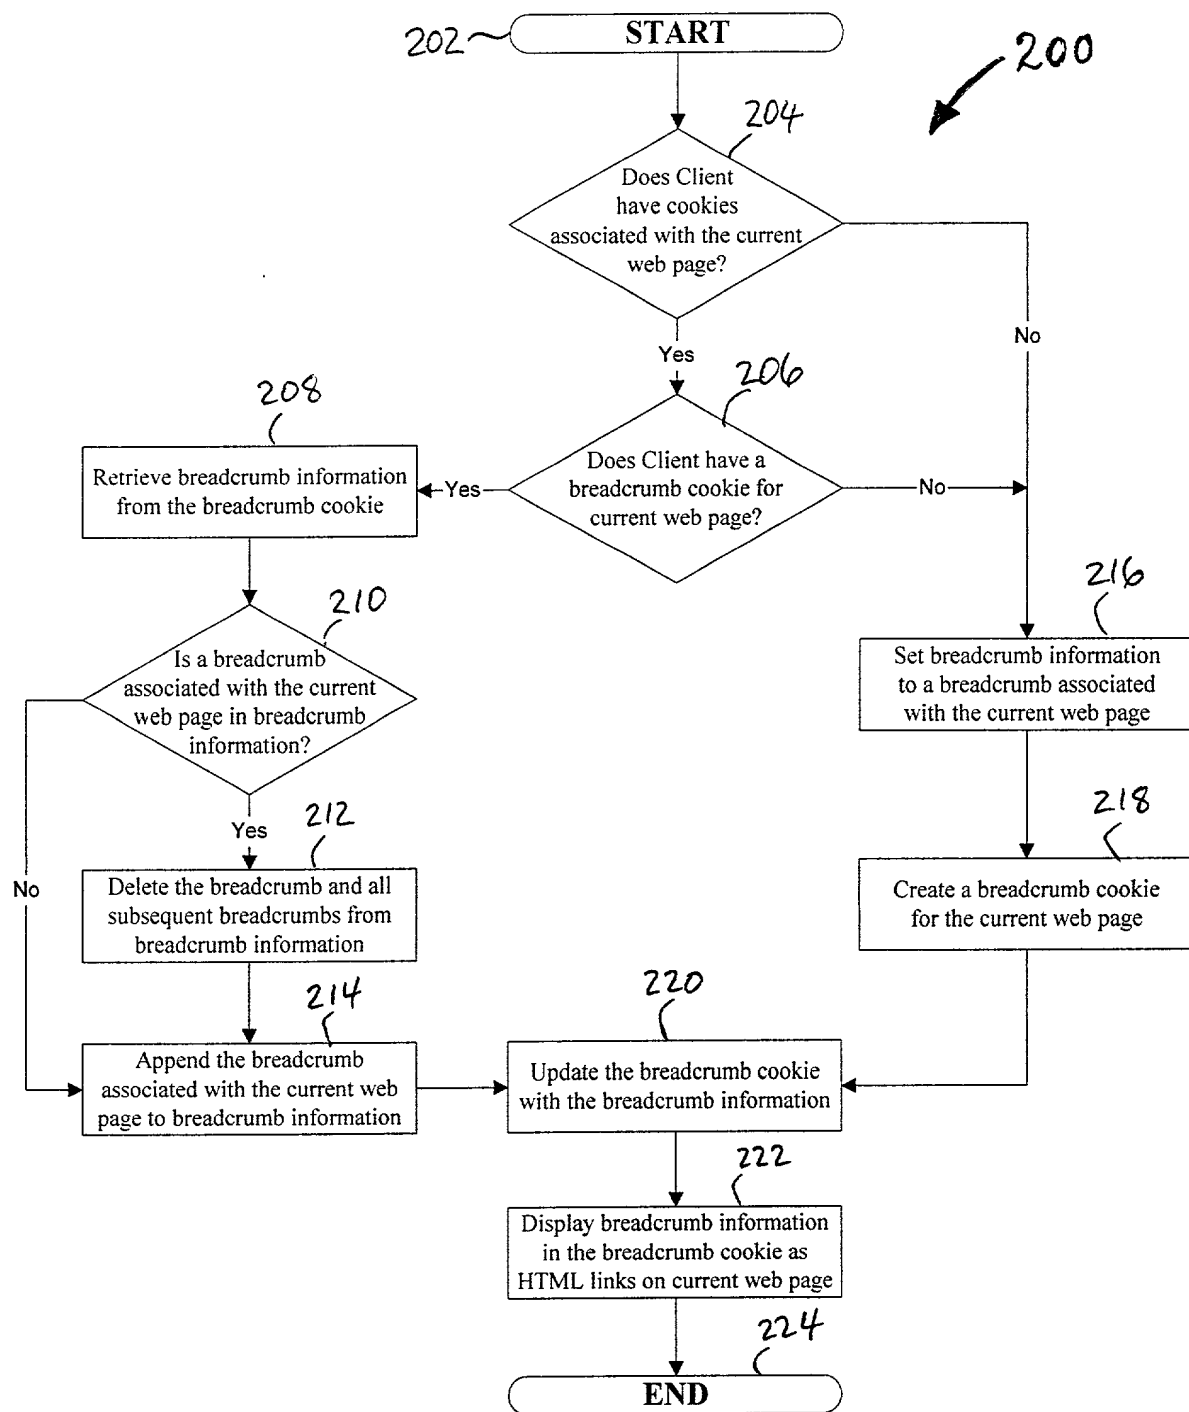 202
START
200
204
Does Client
have cookies
associated with the current
web page?
No
Yes
206
208
Does Client have a
breadcrumb cookie for
current web page?
Yes
No
Retrieve breadcrumb information
from the breadcrumb cookie
210
Is a breadcrumb
associated with the current
web page in breadcrumb
information?
216
Set breadcrumb information
to a breadcrumb associated
with the current web page
Yes
212
No
Delete the breadcrumb and all
subsequent breadcrumbs from
breadcrumb information
218
Create a breadcrumb cookie
for the current web page
214
Append the breadcrumb
associated with the current web
page to breadcrumb information
220
Update the breadcrumb cookie
with the breadcrumb information
222
Display breadcrumb information
in the breadcrumb cookie as
HTML links on current web page
224
END